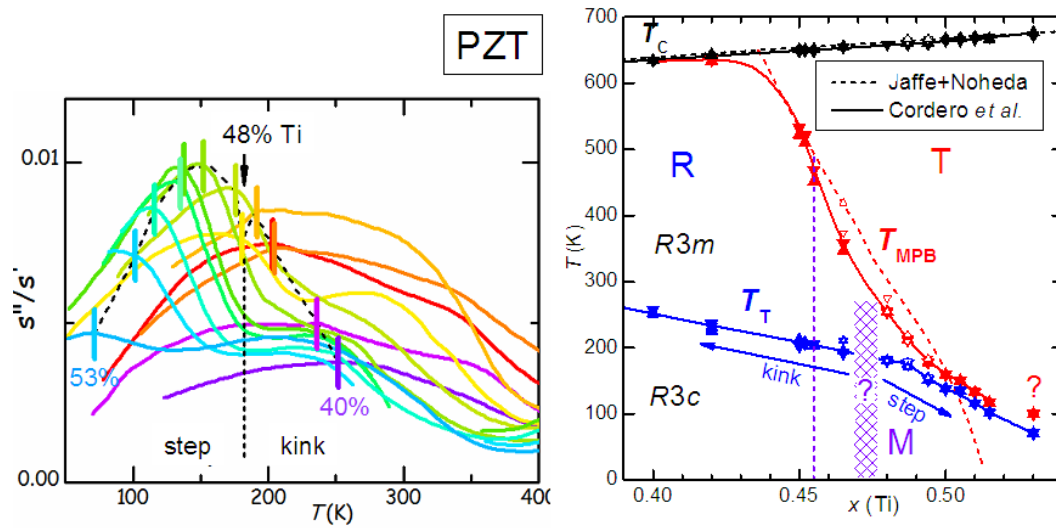 PZT
48% Ti
0.01
s''/s'
53%
40%
step
kink
0.00
100
200
300
400
T(K)
700
600
500
400
300
200
100
0
T(K)
T_C
Jaffe+Noheda
Cordero et al.
R
T
R3m
T_MPB
T_T
kink
?
step
?
R3c
M
0.40
0.45
0.50
x (Ti)